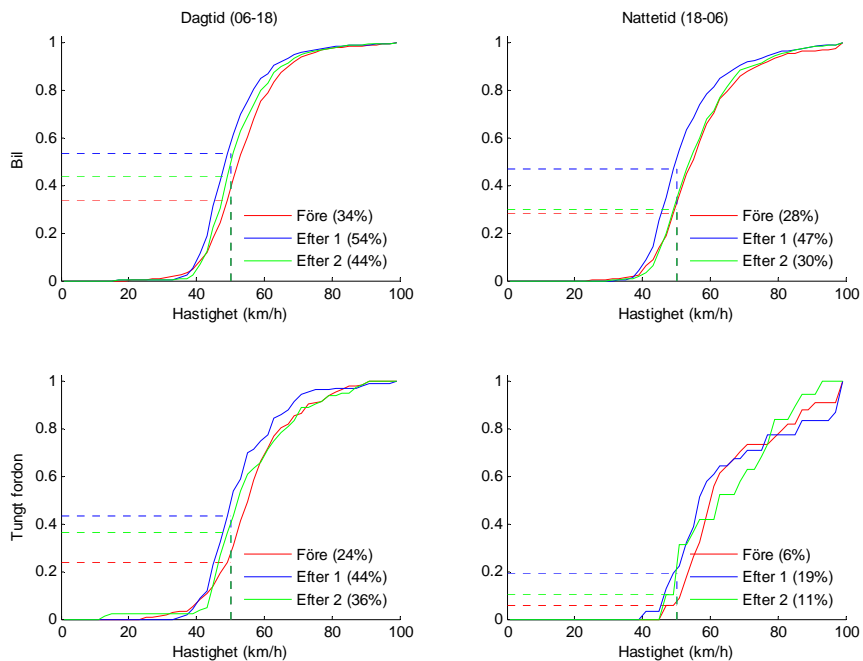 Dagtid (06-18)
Nattetid (18-06)
1
0.8
0.6
0.4
0.2
0
Bil
Före (34%)
Efter 1 (54%)
Efter 2 (44%)
0 20 40 60 80 100
Hastighet (km/h)
1
0.8
0.6
0.4
0.2
0
Före (28%)
Efter 1 (47%)
Efter 2 (30%)
0 20 40 60 80 100
Hastighet (km/h)
1
0.8
0.6
0.4
0.2
0
Tungt fordon
Före (24%)
Efter 1 (44%)
Efter 2 (36%)
0 20 40 60 80 100
Hastighet (km/h)
1
0.8
0.6
0.4
0.2
0
Före (6%)
Efter 1 (19%)
Efter 2 (11%)
0 20 40 60 80 100
Hastighet (km/h)